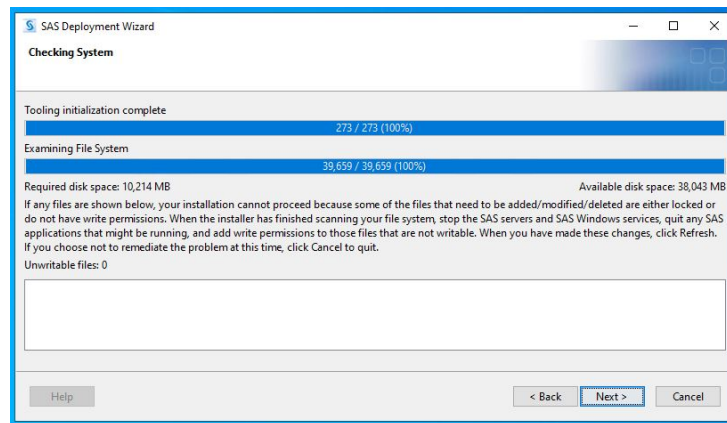 SAS Deployment Wizard
Checking System
Tooling initialization complete
273 / 273 (100%)
Examining File System
39,659 / 39,659 (100%)
Required disk space: 10,214 MB Available disk space: 38,043 MB
If any files are shown below, your installation cannot proceed because some of the files that need to be added/modified/deleted are either locked or
do not have write permissions. When the installer has finished scanning your file system, stop the SAS servers and SAS Windows services, quit any SAS
applications that might be running, and add write permissions to those files that are not writable. When you have made these changes, click Refresh.
If you choose not to remediate the problem at this time, click Cancel to quit.
Unwritable files: 0
Help < Back Next > Cancel